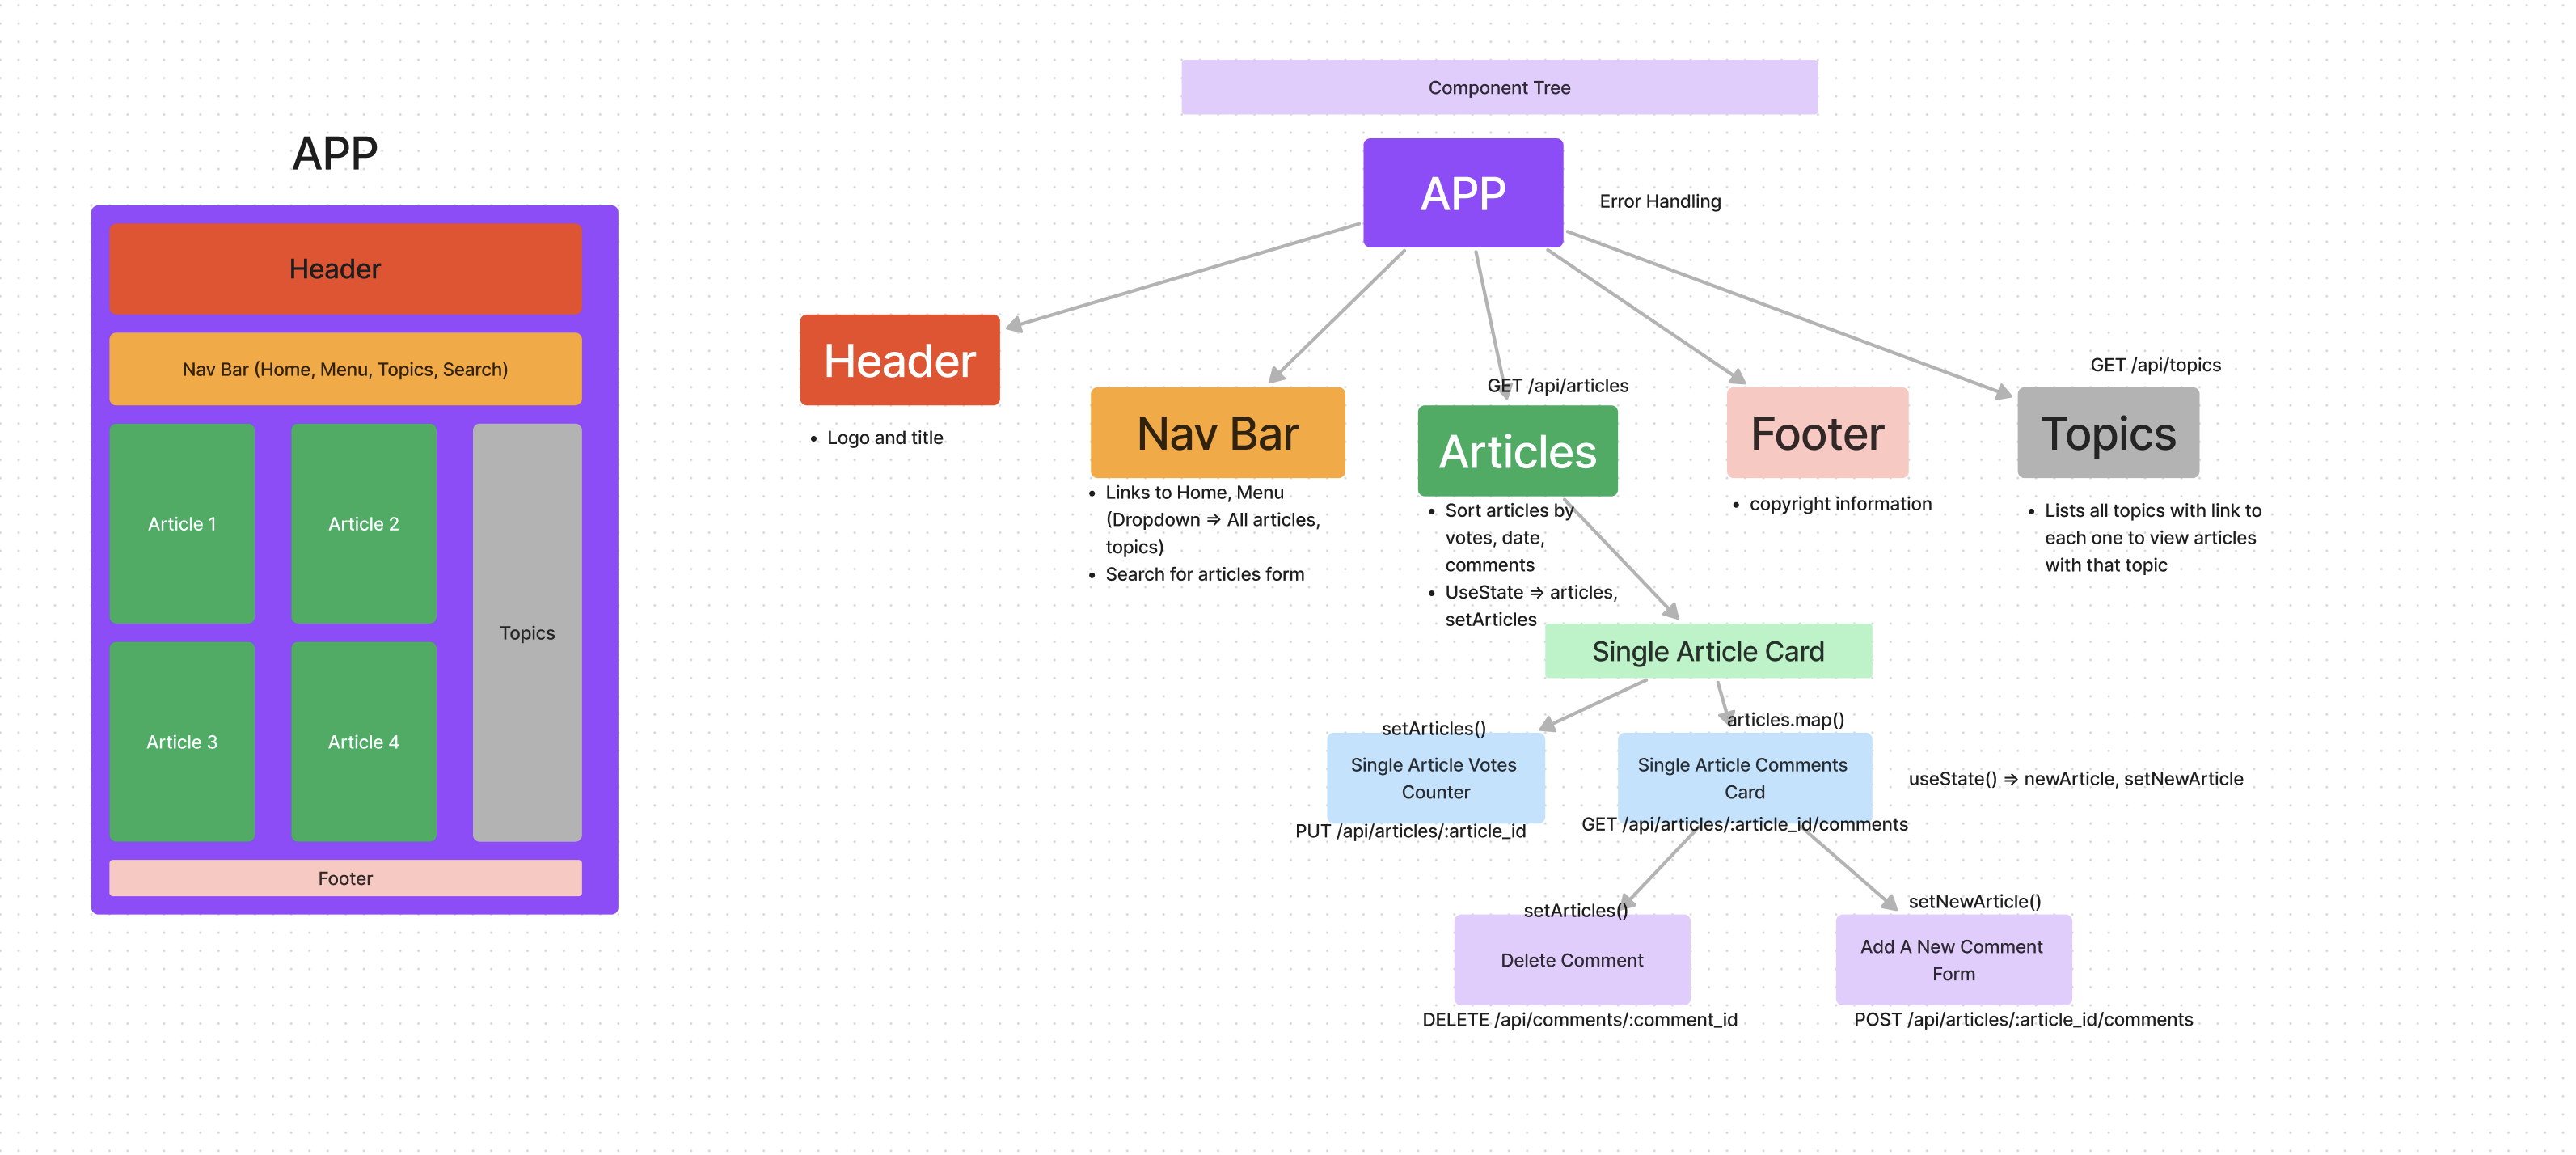 APP
Header
Nav Bar (Home, Menu, Topics, Search)
Article 1
Article 2
Topics
Article 3
Article 4
Footer
Component Tree
APP
Error Handling
Header
• Logo and title
Nav Bar
• Links to Home, Menu
(Dropdown => All articles,
topics)
• Search for articles form
GET /api/articles
Articles
• Sort articles by
votes, date,
comments
• UseState => articles,
setArticles
Footer
• copyright information
GET /api/topics
Topics
• Lists all topics with link to
each one to view articles
with that topic
Single Article Card
setArticles()
Single Article Votes
Counter
PUT /api/articles/:article_id
articles.map()
Single Article Comments
Card
GET /api/articles/:article_id/comments
useState() => newArticle, setNewArticle
setArticles()
Delete Comment
DELETE /api/comments/:comment_id
setNewArticle()
Add A New Comment
Form
POST /api/articles/:article_id/comments